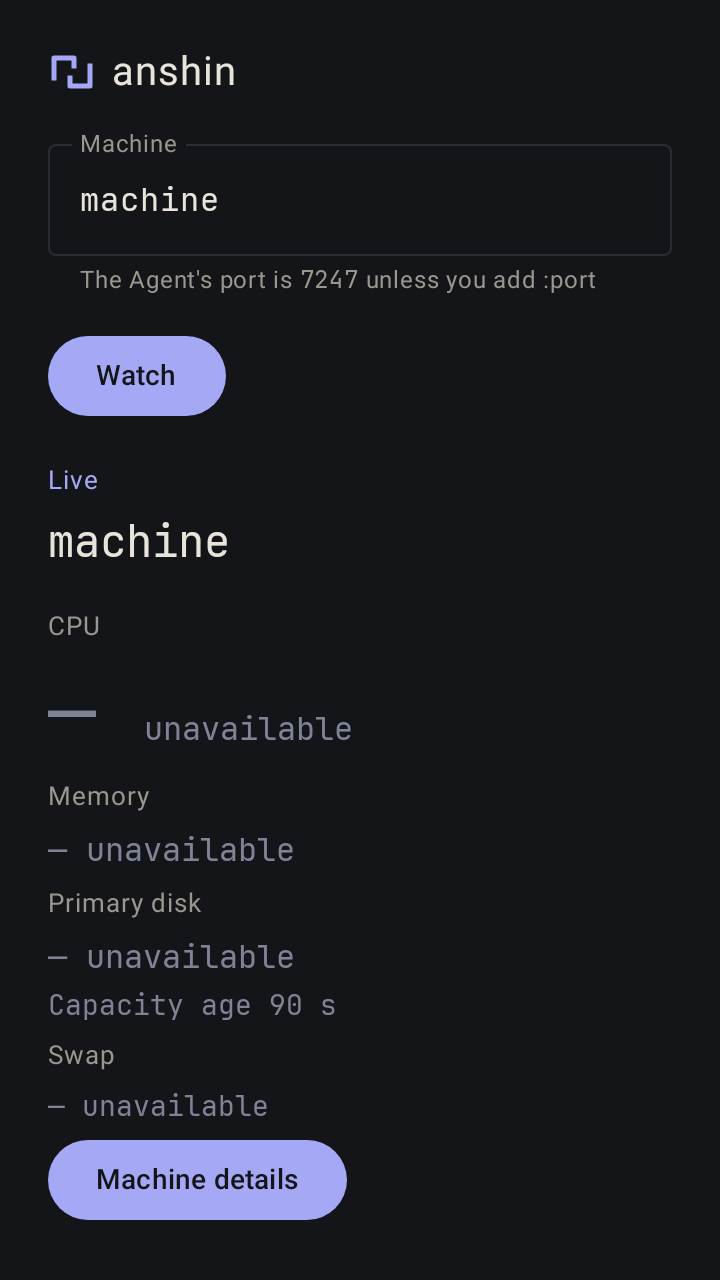 anshin
Machine
machine
The Agent's port is 7247 unless you add :port
Watch
Live
machine
CPU
— unavailable
Memory
— unavailable
Primary disk
— unavailable
Capacity age 90 s
Swap
— unavailable
Machine details